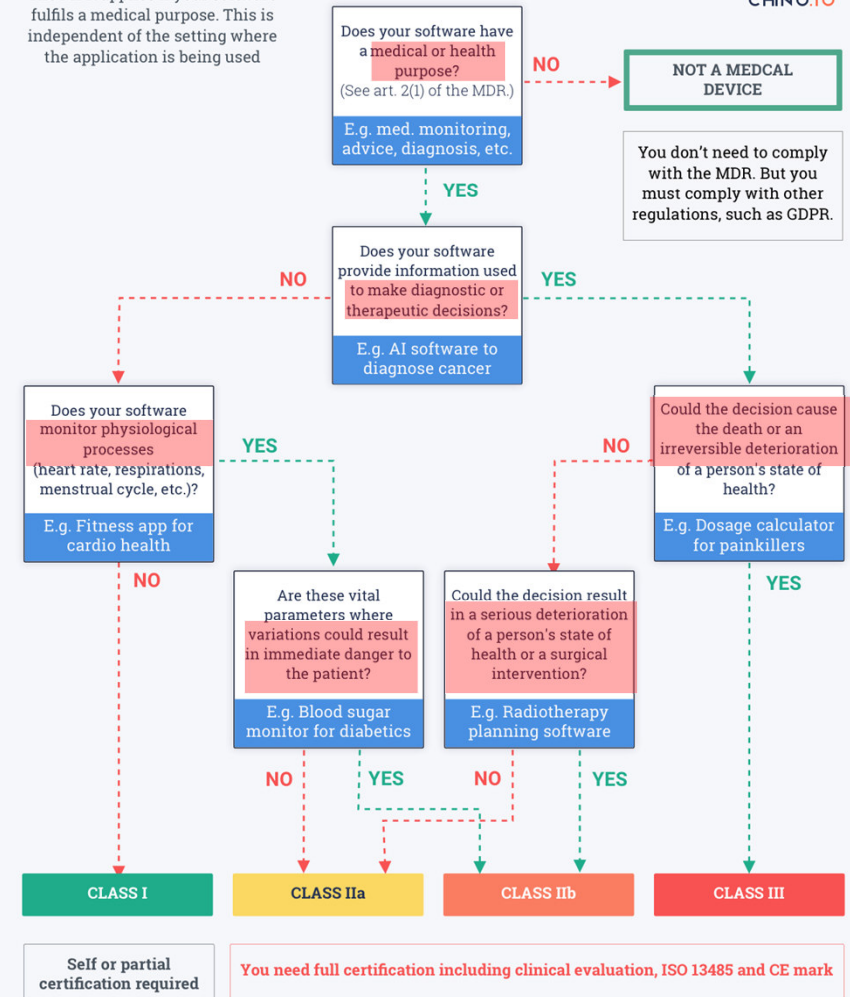 fulfils a medical purpose. This is
independent of the setting where
the application is being used
CHINO.IO
Does your software have
a medical or health
purpose?
(See art. 2(1) of the MDR.)
E.g. med. monitoring,
advice, diagnosis, etc.
NO
NOT A MEDCAL
DEVICE
You don't need to comply
with the MDR. But you
must comply with other
regulations, such as GDPR.
YES
Does your software
provide information used
to make diagnostic or
therapeutic decisions?
E.g. AI software to
diagnose cancer
NO
YES
Does your software
monitor physiological
processes
(heart rate, respirations,
menstrual cycle, etc.)?
E.g. Fitness app for
cardio health
YES
NO
Could the decision cause
the death or an
irreversible deterioration
of a person's state of
health?
E.g. Dosage calculator
for painkillers
NO
YES
Are these vital
parameters where
variations could result
in immediate danger to
the patient?
E.g. Blood sugar
monitor for diabetics
Could the decision result
in a serious deterioration
of a person's state of
health or a surgical
intervention?
E.g. Radiotherapy
planning software
NO
YES
NO
YES
CLASS I
CLASS IIa
CLASS IIb
CLASS III
Self or partial
certification required
You need full certification including clinical evaluation, ISO 13485 and CE mark